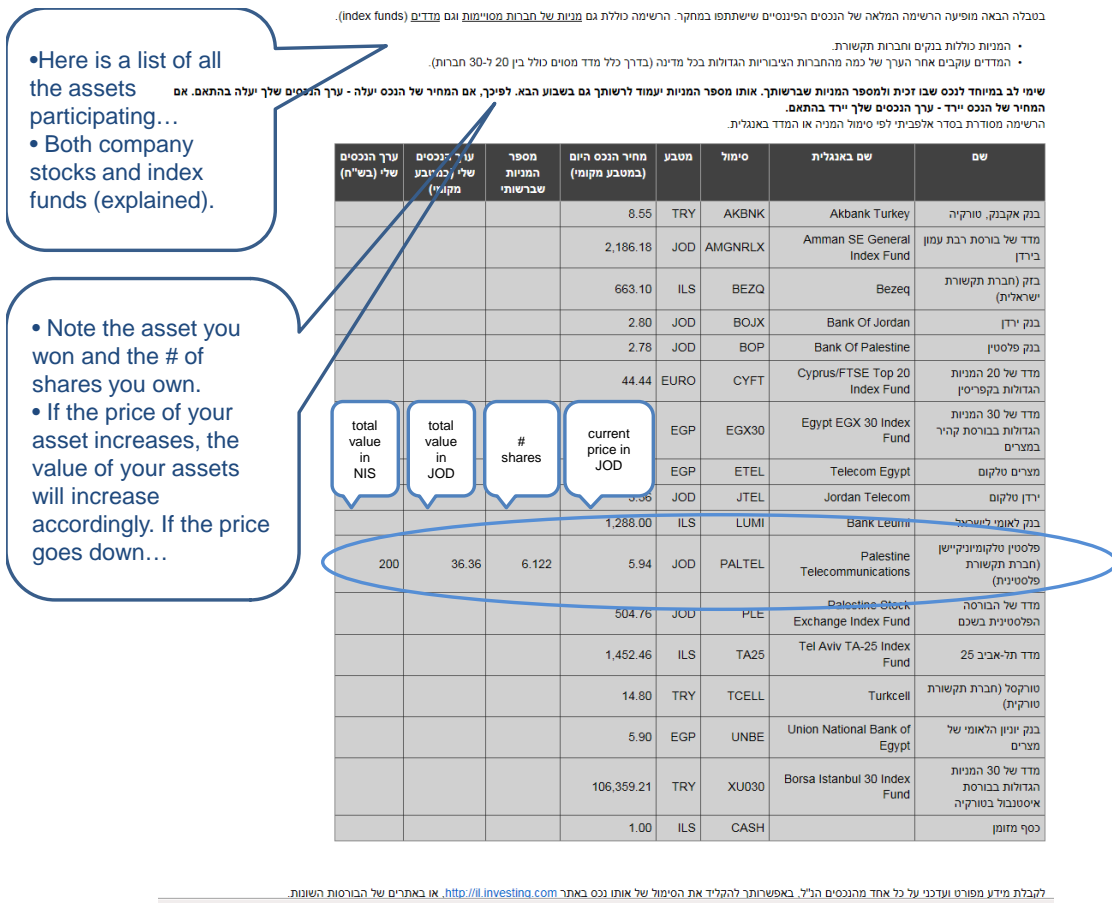 בטבלה הבאה מופיעה הרשימה המלאה של הנכסים הפיננסיים שישתתפו במחקר. הרשימה כוללת גם מניות של חברות מסויימות וגם מדדים (index funds).
• המניות כוללות בנקים וחברות תקשורת.
• המדדים עוקבים אחר הערך של כמה מהחברות הציבוריות הגדולות בכל מדינה (בדרך כלל מדד מסוים כולל בין 20 ל-30 חברות).
שימי לב במיוחד לנכס שבו זכית ולמספר המניות שברשותך. אותו מספר המניות יעמוד לרשותך גם בשבוע הבא. לפיכך, אם המחיר של הנכס יעלה - ערך הנכסים שלך יעלה בהתאם. אם
המחיר של הנכס יירד - ערך הנכסים שלך יירד בהתאם.
הרשימה מסודרת בסדר אלפביתי לפי סימול המניה או המדד באנגלית.
•Here is a list of all
the assets
participating…
• Both company
stocks and index
funds (explained).
• Note the asset you
won and the # of
shares you own.
• If the price of your
asset increases, the
value of your assets
will increase
accordingly. If the price
goes down…
שם שם באנגלית סימול מטבע מחיר הנכס היום מספר ערך הנכסים ערך הנכסים
(במטבע מקומי) המניות שלי (במטבע שלי (בש"ח)
שברשותי מקומי)
בנק אקבנק, טורקיה Akbank Turkey AKBNK TRY 8.55
מדד של בורסת רבת עמון Amman SE General AMGNRLX JOD 2,186.18
בירדן Index Fund
בזק (חברת תקשורת Bezeq BEZQ ILS 663.10
ישראלית)
בנק ירדן Bank Of Jordan BOJX JOD 2.80
בנק פלסטין Bank Of Palestine BOP JOD 2.78
מדד של 20 המניות Cyprus/FTSE Top 20 CYFT EURO 44.44
הגדולות בקפריסין Index Fund
מדד של 30 המניות Egypt EGX 30 Index EGX30 EGP
הגדולות בבורסת קהיר Fund
במצרים
total
value
in
NIS
total
value
in
JOD
#
shares
current
price in
JOD
מצרים טלקום Telecom Egypt ETEL EGP
ירדן טלקום Jordan Telecom JTEL JOD
בנק לאומי לישראל Bank Leumi LUMI ILS 1,288.00
פלסטין טלקומיוניקיישן Palestine PALTEL JOD 5.94 6.122 36.36 200
(חברת תקשורת Telecommunications
פלסטינית)
מדד של הבורסה Palestine Stock PLE JOD 504.76
הפלסטינית בשכם Exchange Index Fund
מדד תל-אביב 25 Tel Aviv TA-25 Index TA25 ILS 1,452.46
Fund
טורקסל (חברת תקשורת Turkcell TCELL TRY 14.80
טורקית)
בנק יוניון הלאומי של Union National Bank of UNBE EGP 5.90
מצרים Egypt
מדד של 30 המניות Borsa Istanbul 30 Index XU030 TRY 106,359.21
הגדולות בבורסת Fund
איסטנבול בטורקיה
כסף מזומן CASH ILS 1.00
לקבלת מידע מפורט ועדכני על כל אחד מהנכסים הנ"ל, באפשרותך להקליד את הסימול של אותו נכס באתר http://il.investing.com, או באתרים של הבורסות השונות.